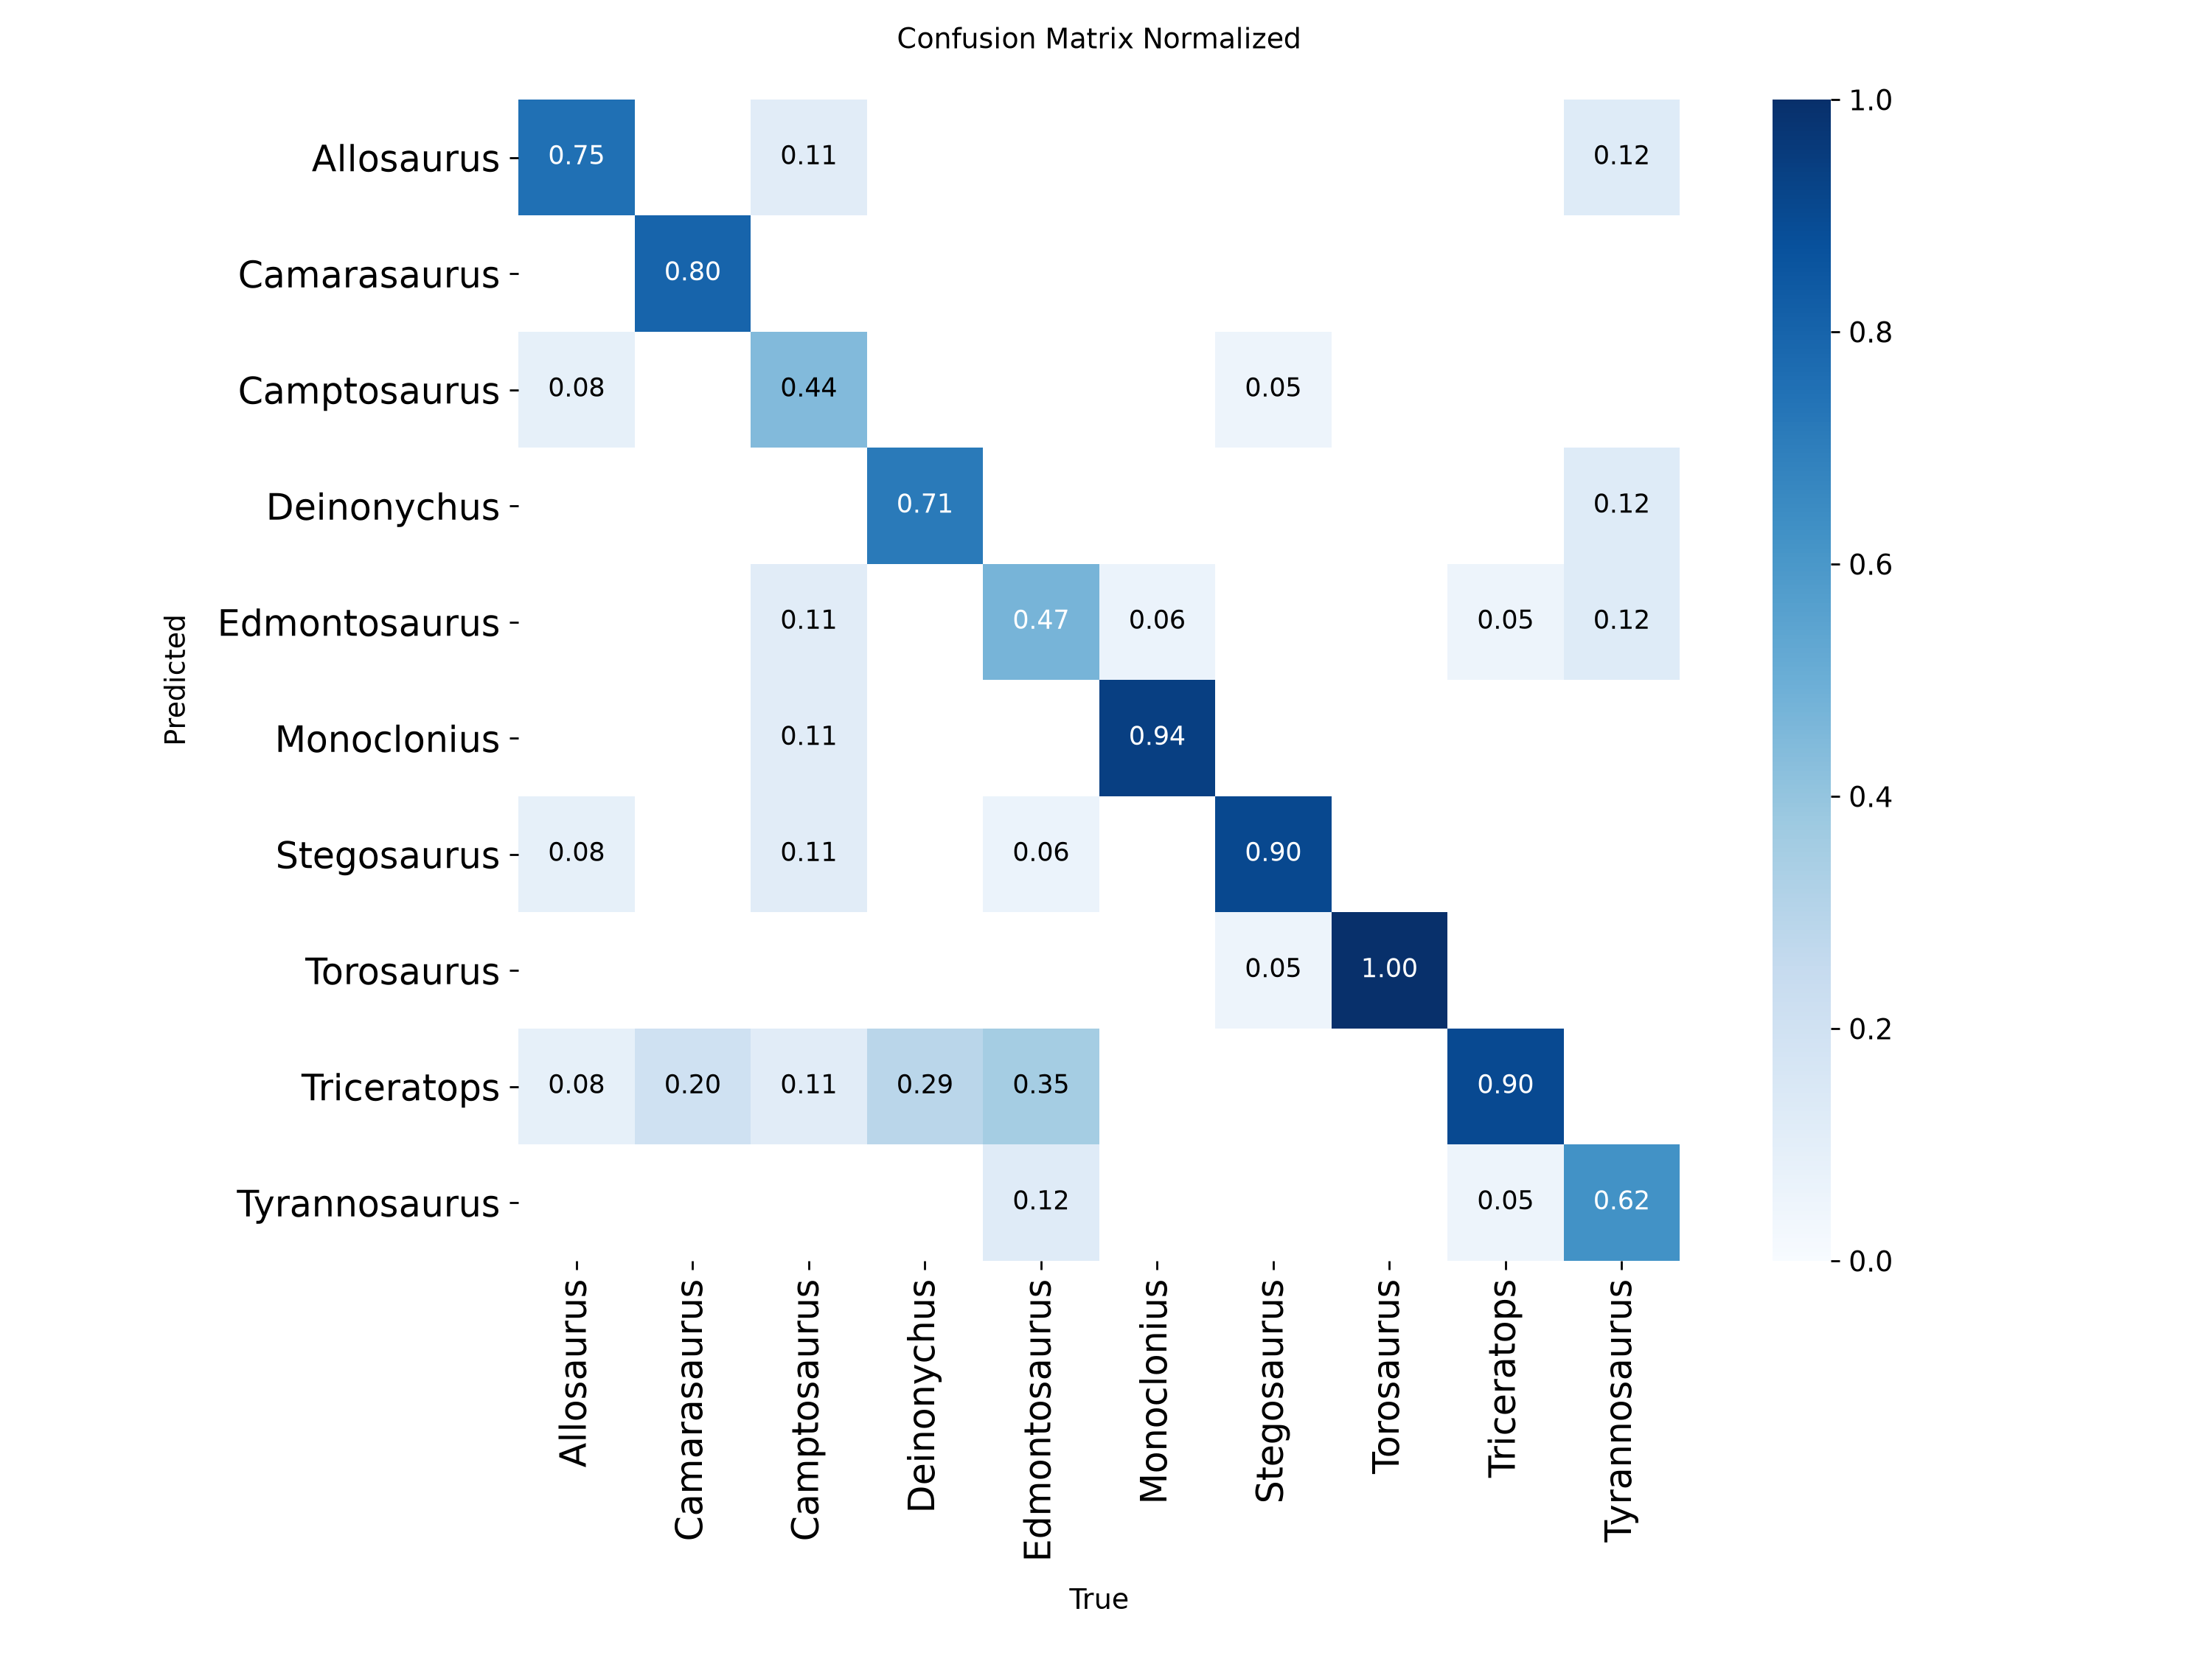 Confusion Matrix Normalized
Allosaurus 0.75 0.11 0.12 1.0
Camarasaurus 0.80
0.8
Camptosaurus 0.08 0.44 0.05
Deinonychus 0.71 0.12
0.6
Edmontosaurus 0.11 0.47 0.06 0.05 0.12
Predicted
Monoclonius 0.11 0.94
0.4
Stegosaurus 0.08 0.11 0.06 0.90
Torosaurus 0.05 1.00
0.2
Triceratops 0.08 0.20 0.11 0.29 0.35 0.90
Tyrannosaurus 0.12 0.05 0.62
0.0
Allosaurus
Camarasaurus
Camptosaurus
Deinonychus
Edmontosaurus
Monoclonius
Stegosaurus
Torosaurus
Triceratops
Tyrannosaurus
True